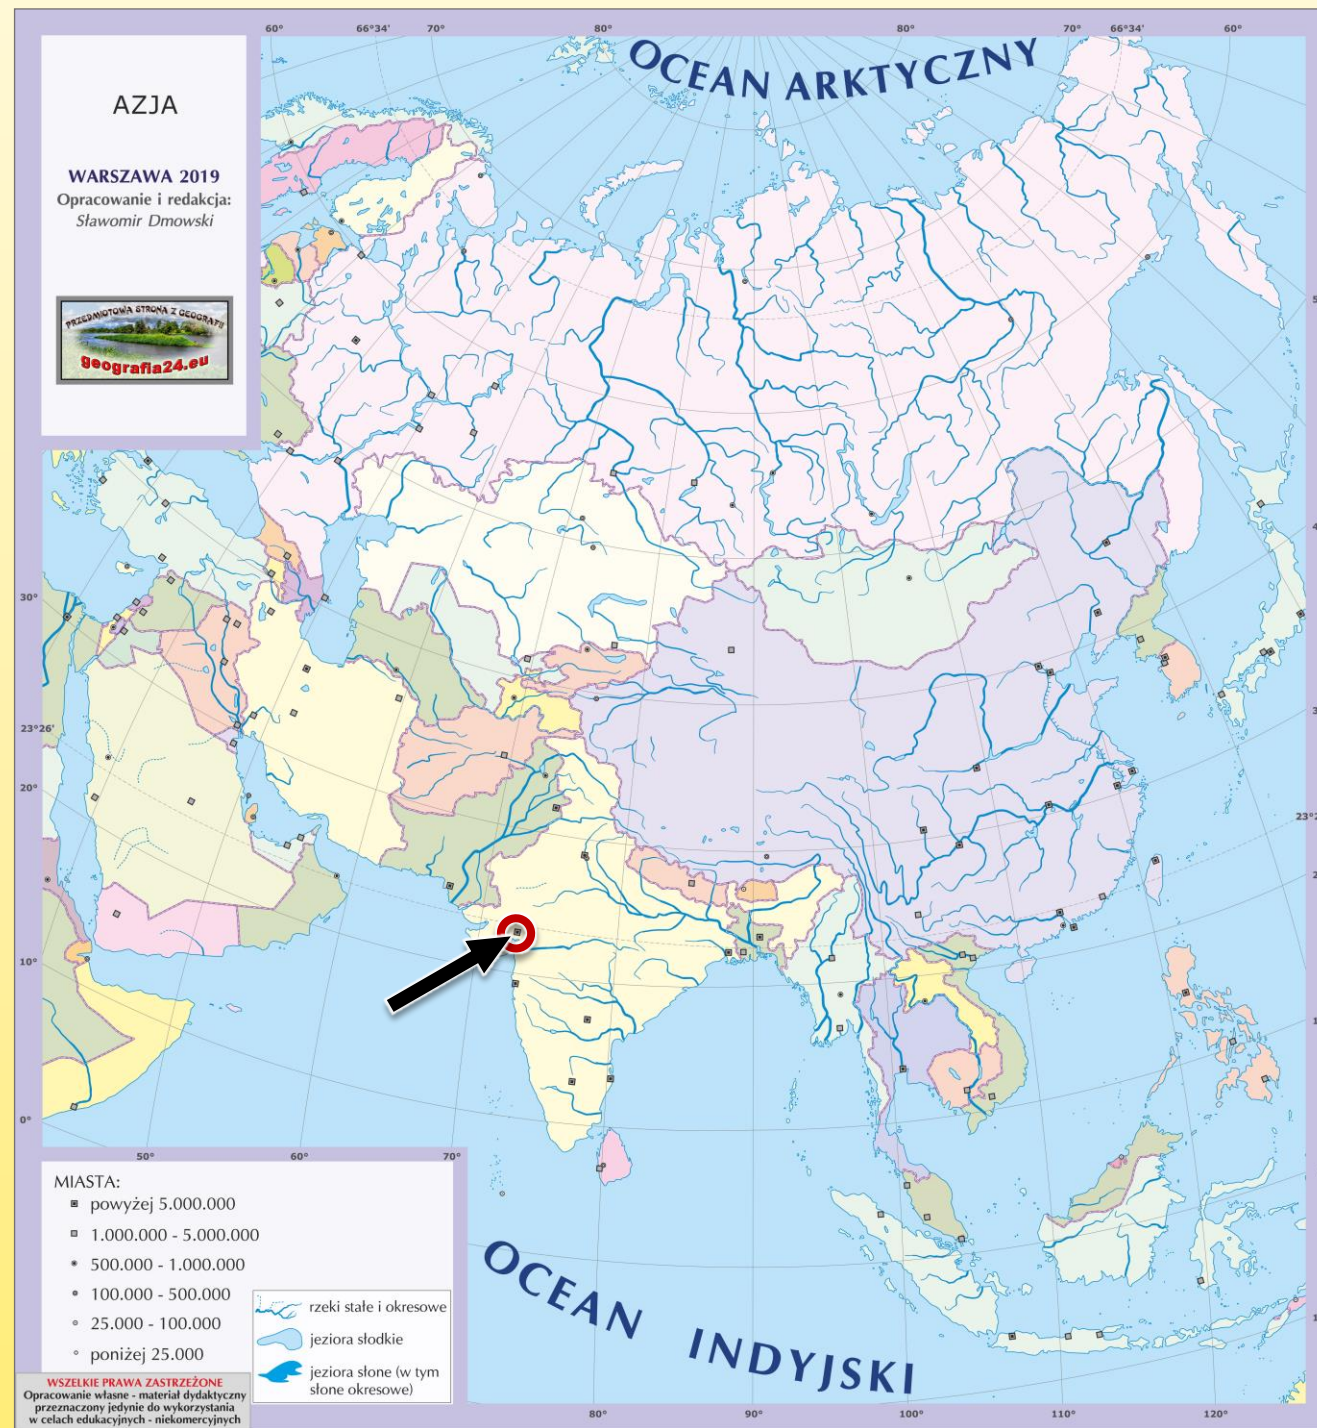 60°
66°34'
70°
80°
80°
70°
66°34'
60°
OCEAN ARKTYCZNY
AZJA
WARSZAWA 2019
Opracowanie i redakcja:
Sławomir Dmowski
PRZEDMIOTOWA STRONA Z GEOGRAFII
geografia24.eu
30°
23°26'
20°
10°
0°
50°
60°
70°
MIASTA:
powyżej 5.000.000
1.000.000 - 5.000.000
500.000 - 1.000.000
100.000 - 500.000
25.000 - 100.000
poniżej 25.000
rzeki stałe i okresowe
jeziora słodkie
jeziora słone (w tym
słone okresowe)
OCEAN INDYJSKI
WSZELKIE PRAWA ZASTRZEŻONE
Opracowanie własne - materiał dydaktyczny
przeznaczony jedynie do wykorzystania
w celach edukacyjnych - niekomercyjnych
80°
90°
100°
110°
120°